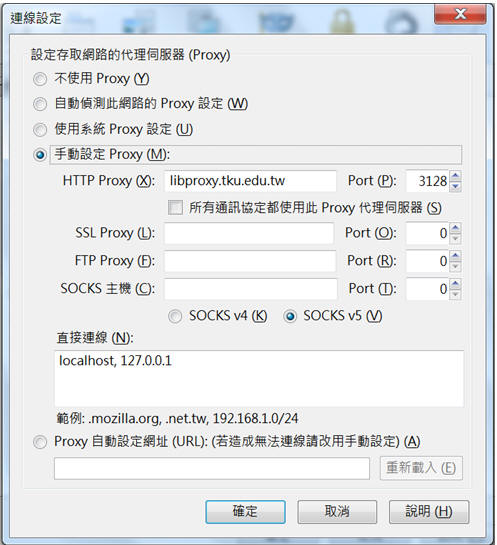 連線設定
設定存取網路的代理伺服器 (Proxy)
不使用 Proxy (Y)
自動偵測此網路的 Proxy 設定 (W)
使用系統 Proxy 設定 (U)
手動設定 Proxy (M):
HTTP Proxy (X): libproxy.tku.edu.tw Port (P): 3128
所有通訊協定都使用此 Proxy 代理伺服器 (S)
SSL Proxy (L): Port (O): 0
FTP Proxy (F): Port (R): 0
SOCKS 主機 (C): Port (T): 0
SOCKS v4 (K) SOCKS v5 (V)
直接連線 (N):
localhost, 127.0.0.1
範例: .mozilla.org, .net.tw, 192.168.1.0/24
Proxy 自動設定網址 (URL): (若造成無法連線請改用手動設定) (A)
重新載入 (E)
確定 取消 說明 (H)